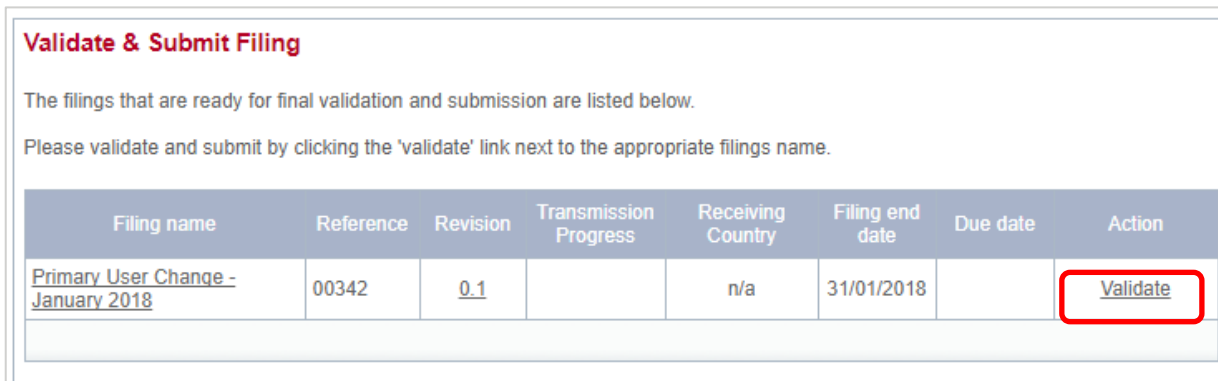 Validate & Submit Filing
The filings that are ready for final validation and submission are listed below.
Please validate and submit by clicking the 'validate' link next to the appropriate filings name.
Filing name Reference Revision Transmission Progress Receiving Country Filing end date Due date Action
Primary User Change - January 2018 00342 0.1 n/a 31/01/2018 Validate